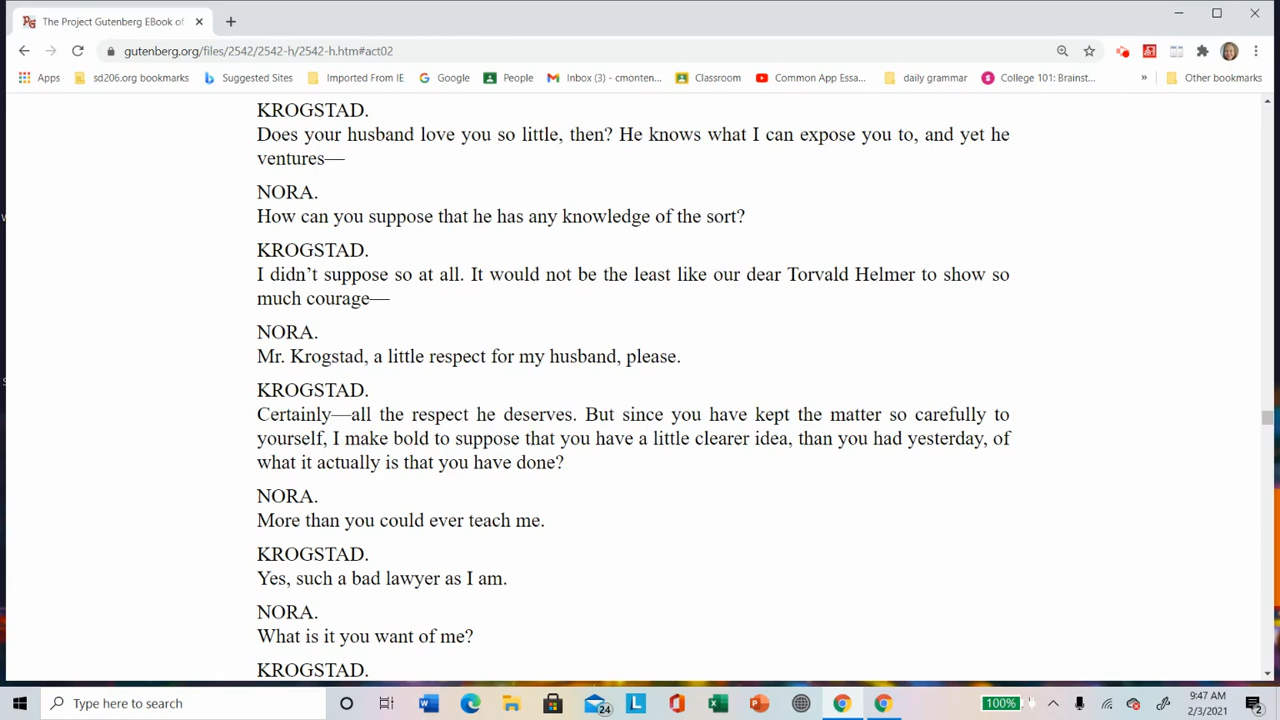 The Project Gutenberg EBook of
gutenberg.org/files/2542/2542-h/2542-h.htm#act02
Apps
sd206.org bookmarks
Suggested Sites
Imported From IE
Google
People
Inbox (3) - cmonten...
Classroom
Common App Essa...
daily grammar
College 101: Brainst...
»
Other bookmarks
KROGSTAD.
Does your husband love you so little, then? He knows what I can expose you to, and yet he
ventures—
NORA.
How can you suppose that he has any knowledge of the sort?
KROGSTAD.
I didn’t suppose so at all. It would not be the least like our dear Torvald Helmer to show so
much courage—
NORA.
Mr. Krogstad, a little respect for my husband, please.
KROGSTAD.
Certainly—all the respect he deserves. But since you have kept the matter so carefully to
yourself, I make bold to suppose that you have a little clearer idea, than you had yesterday, of
what it actually is that you have done?
NORA.
More than you could ever teach me.
KROGSTAD.
Yes, such a bad lawyer as I am.
NORA.
What is it you want of me?
KROGSTAD.
Type here to search
24
100%
9:47 AM
2/3/2021
2